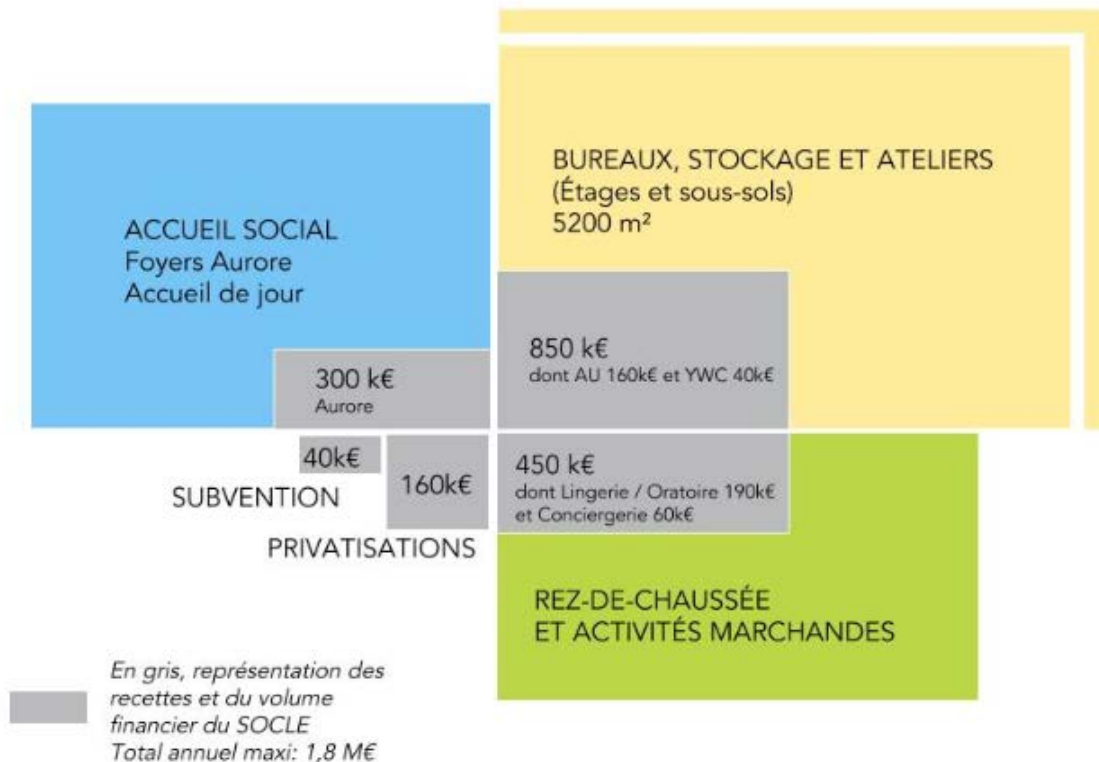 BUREAUX, STOCKAGE ET ATELIERS
(Étages et sous-sols)
5200 m²
ACCUEIL SOCIAL
Foyers Aurore
Accueil de jour
300 k€
Aurore
850 k€
dont AU 160k€ et YWC 40k€
40k€
SUBVENTION
160k€
PRIVATISATIONS
450 k€
dont Lingerie / Oratoire 190k€
et Conciergerie 60k€
REZ-DE-CHAUSSÉE
ET ACTIVITÉS MARCHANDES
En gris, représentation des
recettes et du volume
financier du SOCLE
Total annuel maxi: 1,8 M€